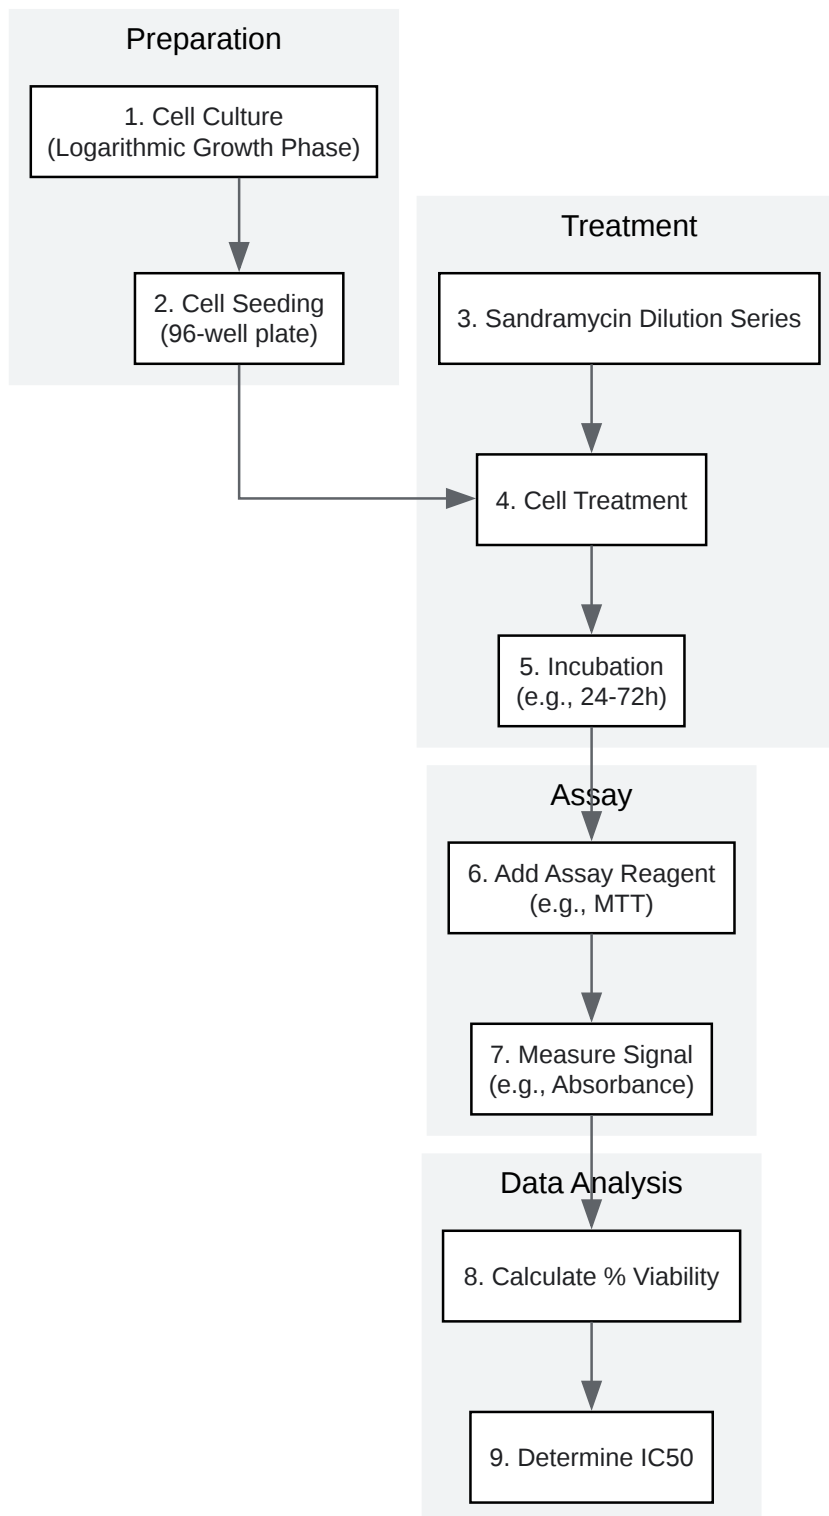 Preparation
1. Cell Culture
(Logarithmic Growth Phase)
2. Cell Seeding
(96-well plate)
Treatment
3. Sandramycin Dilution Series
4. Cell Treatment
5. Incubation
(e.g., 24-72h)
Assay
6. Add Assay Reagent
(e.g., MTT)
7. Measure Signal
(e.g., Absorbance)
Data Analysis
8. Calculate % Viability
9. Determine IC50